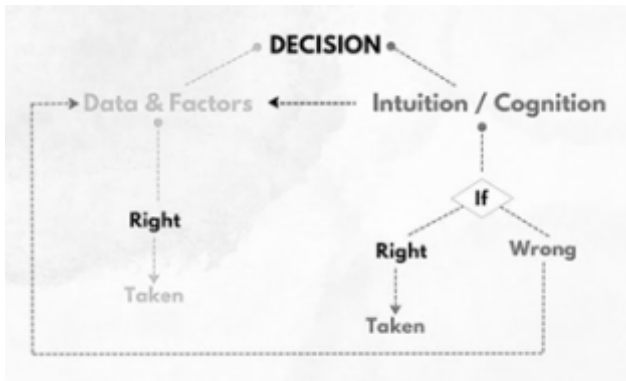 DECISION
Data & Factors
Intuition / Cognition
If
Right
Right
Wrong
Taken
Taken